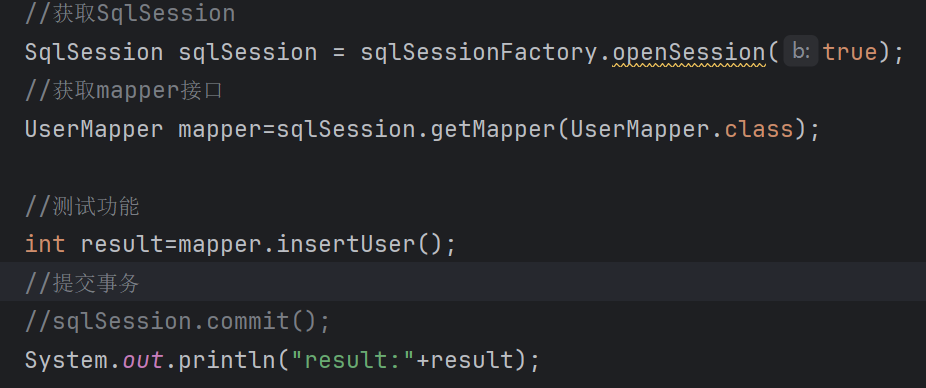 //获取SqlSession
SqlSession sqlSession = sqlSessionFactory.openSession( b: true);
//获取mapper接口
UserMapper mapper=sqlSession.getMapper(UserMapper.class);
//测试功能
int result=mapper.insertUser();
//提交事务
//sqlSession.commit();
System.out.println("result:"+result);